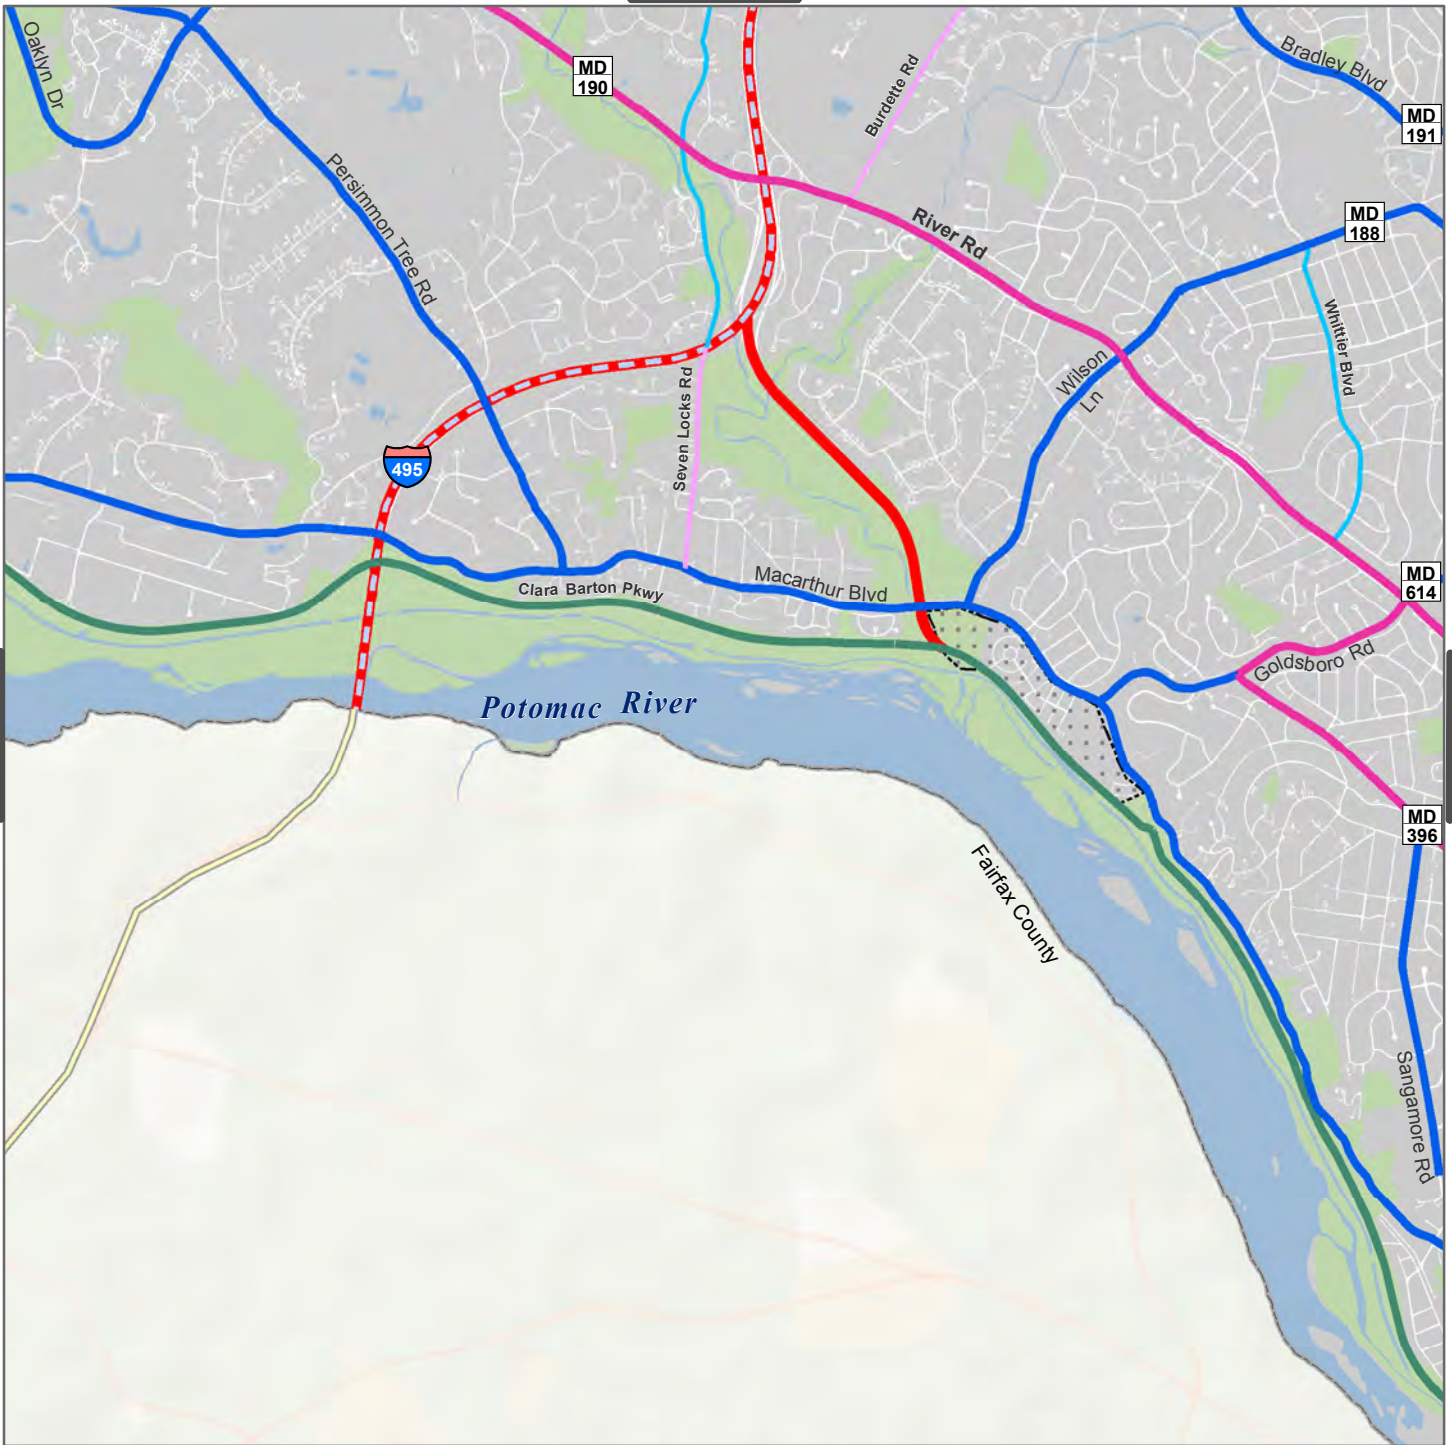 Oaklyn Dr
MD
190
Burdette Rd
Bradley Blvd
MD
191
Persimmon Tree Rd
River Rd
MD
188
Whittier Blvd
Wilson
Ln
Seven Locks Rd
495
Clara Barton Pkwy
Macarthur Blvd
MD
614
Goldsboro Rd
Potomac River
MD
396
Fairfax County
Sangamore Rd